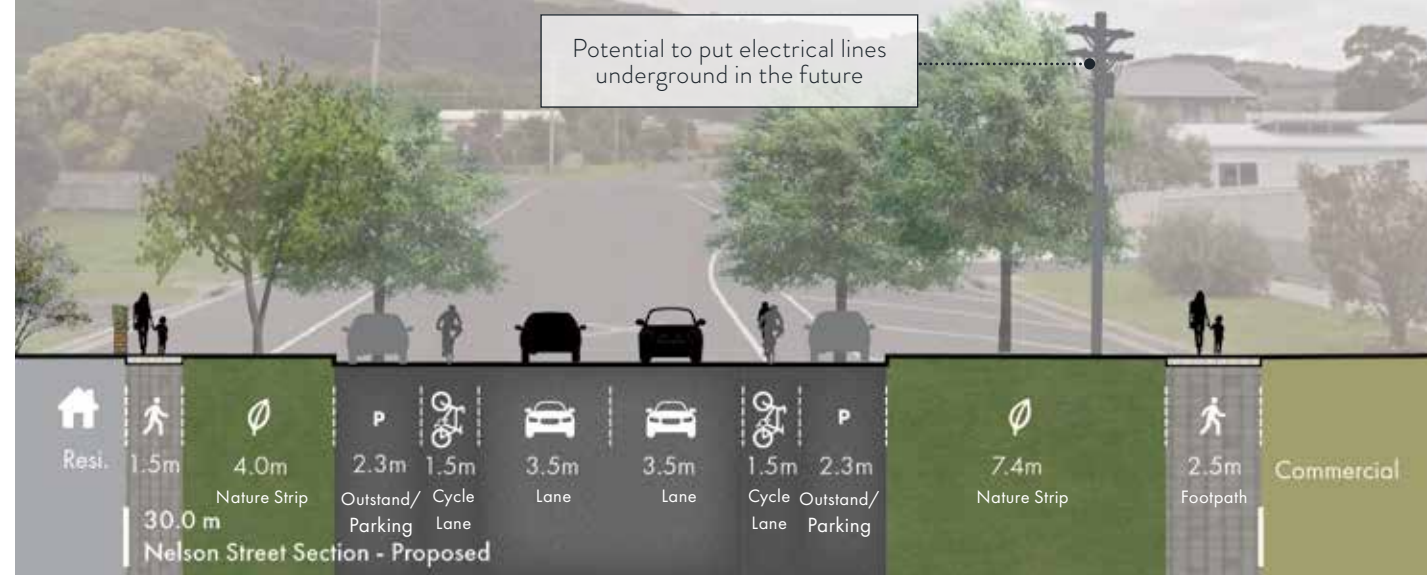 Potential to put electrical lines
underground in the future
Resi.
1.5m
4.0m
Nature Strip
P
2.3m
Outstand/
Parking
1.5m
Cycle
Lane
3.5m
Lane
3.5m
Lane
1.5m
Cycle
Lane
P
2.3m
Outstand/
Parking
7.4m
Nature Strip
2.5m
Footpath
Commercial
30.0 m
Nelson Street Section - Proposed